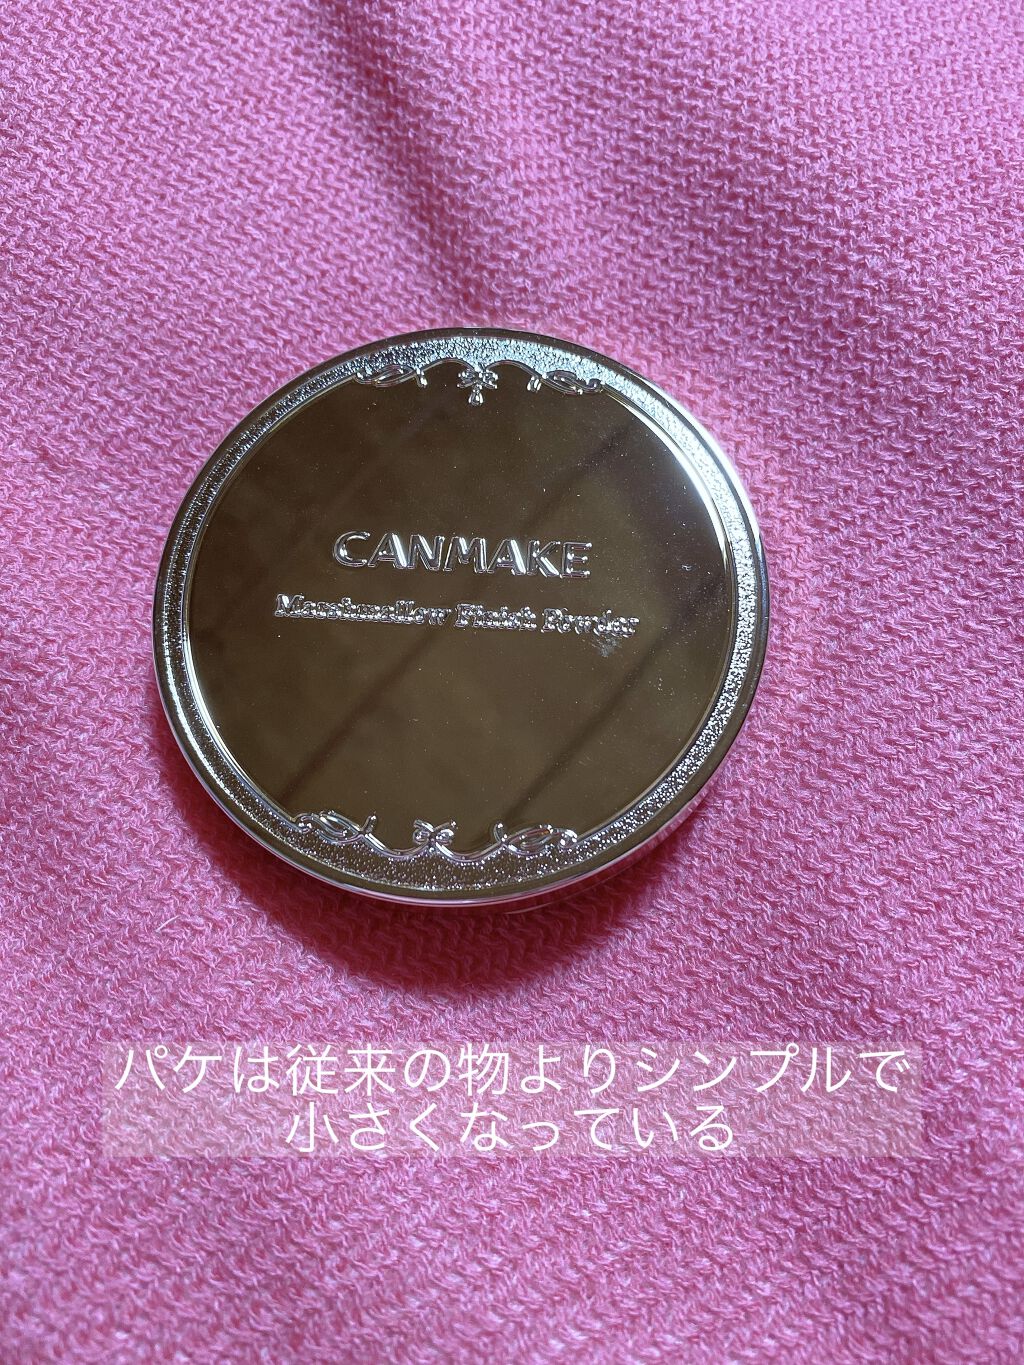 CANMAKE
Marshmallow Finish Powder
パケは従来の物よりシンプルで
小さくなっている